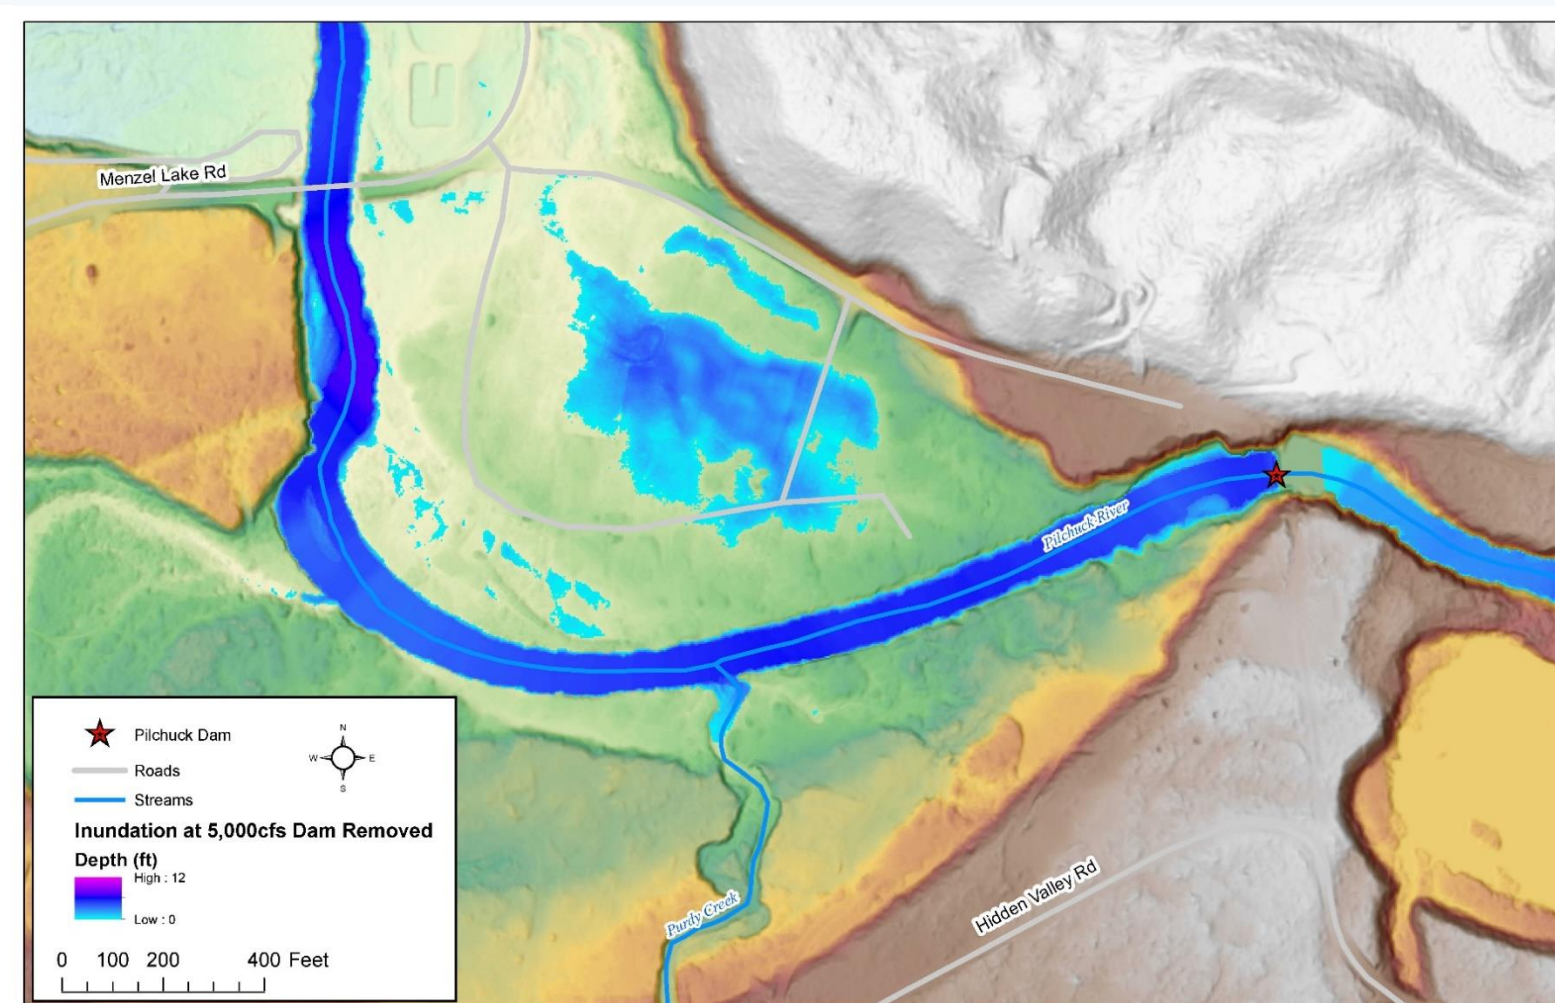 Menzel Lake Rd
Pilchuck River
Purdy Creek
Hidden Valley Rd
Pilchuck Dam
Roads
Streams
N
W E
S
Inundation at 5,000cfs Dam Removed
Depth (ft)
High : 12
Low : 0
0 100 200 400 Feet